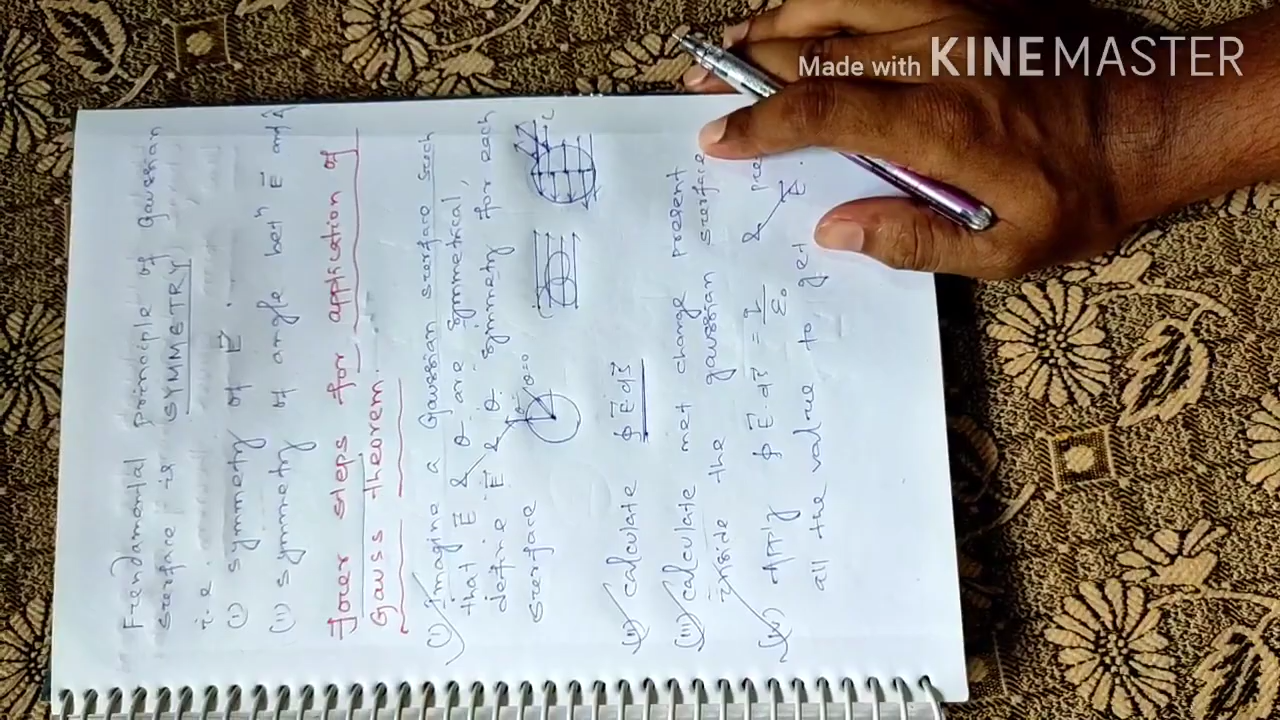 Made with KINEMASTER
Fundamental principle of Gaussian
surface is (SYMMETRY)
i.e.
(i) symmetry of E⃗ .
(ii) symmetry of angle betⁿ E⃗ and
Four steps for application of
Gauss theorem.
(i) Imagine a Gaussian surface such
that E⃗ & θ are symmetrical,
define E⃗ & θ symmetry for each
surface
θ=0
(ii) calculate ∮E⃗ ds⃗
(iii) calculate net charge present
inside the gaussian surface
(iv) Apply ∮ E⃗ . ds⃗ = q/ε₀ &
all the value to get E⃗ .